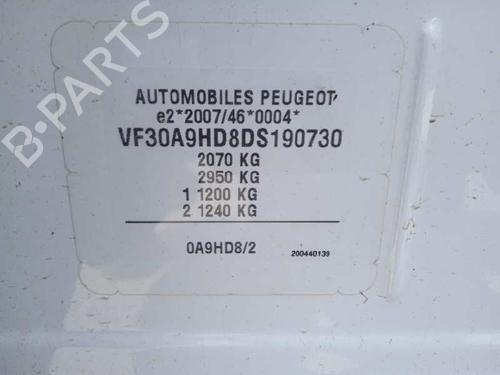 AUTOMOBILES PEUGEOT
e2*2007/46*0004*
VF30A9HD8DS190730
2070 KG
2950 KG
1 1200 KG
2 1240 KG
0A9HD8/2 200440139
B-PARTS